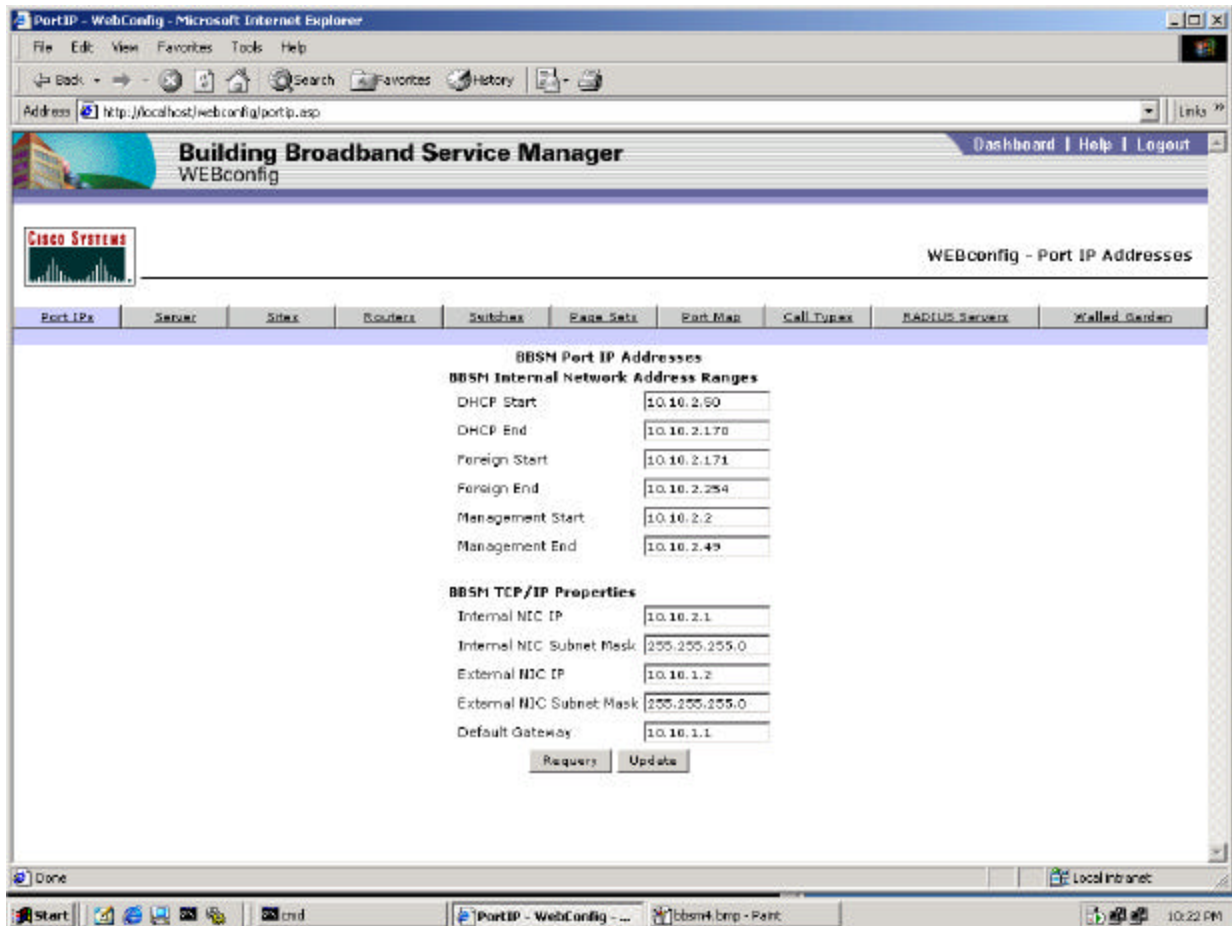 PortIP - WebConfig - Microsoft Internet Explorer
File Edit View Favorites Tools Help
Back Search Favorites History
Address http://localhost/webconfig/portip.asp Links »
Building Broadband Service Manager
WEBconfig
Dashboard | Help | Logout
CISCO SYSTEMS
WEBconfig - Port IP Addresses
Port IPs Server Sites Routers Switches Page Sets Port Map Call Types RADIUS Servers Walled Garden
BBSM Port IP Addresses
BBSM Internal Network Address Ranges
DHCP Start 10.10.2.50
DHCP End 10.10.2.170
Foreign Start 10.10.2.171
Foreign End 10.10.2.254
Management Start 10.10.2.2
Management End 10.10.2.49
BBSM TCP/IP Properties
Internal NIC IP 10.10.2.1
Internal NIC Subnet Mask 255.255.255.0
External NIC IP 10.10.1.2
External NIC Subnet Mask 255.255.255.0
Default Gateway 10.10.1.1
Requery Update
Done Local intranet
Start cmd PortIP - WebConfig - ... bbsm4.bmp - Paint 10:22 PM